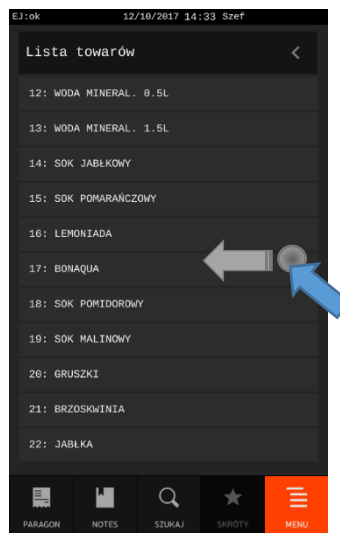 EJ:ok 12/10/2017 14:33 Szef
Lista towarów
12: WODA MINERAL. 0.5L
13: WODA MINERAL. 1.5L
14: SOK JABŁKOWY
15: SOK POMARAŃCZOWY
16: LEMONIADA
17: BONAQUA
18: SOK POMIDOROWY
19: SOK MALINOWY
20: GRUSZKI
21: BRZOSKWINIA
22: JABŁKA
PARAGON NOTES SZUKAJ SKRÓTY MENU